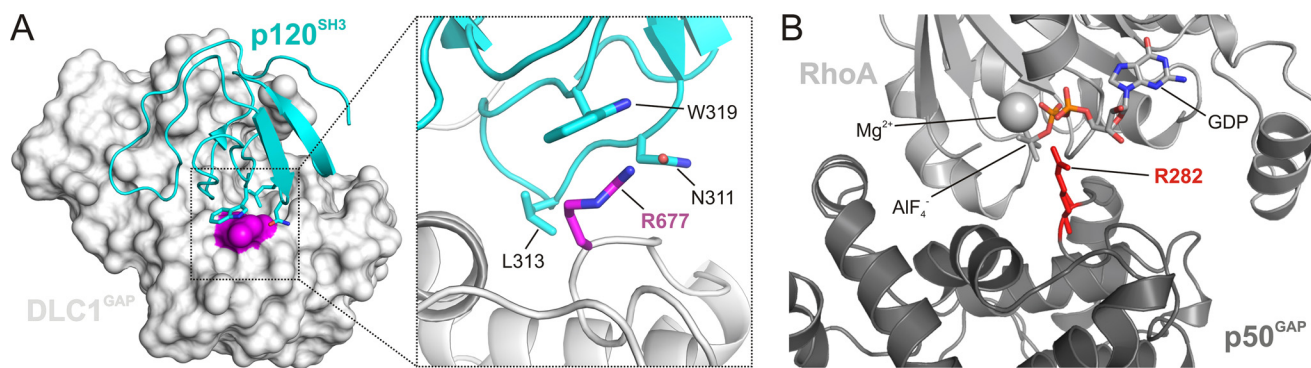 A
p120SH3
DLC1GAP
W319
N311
R677
L313
B
RhoA
Mg2+
GDP
R282
AlF4-
p50GAP